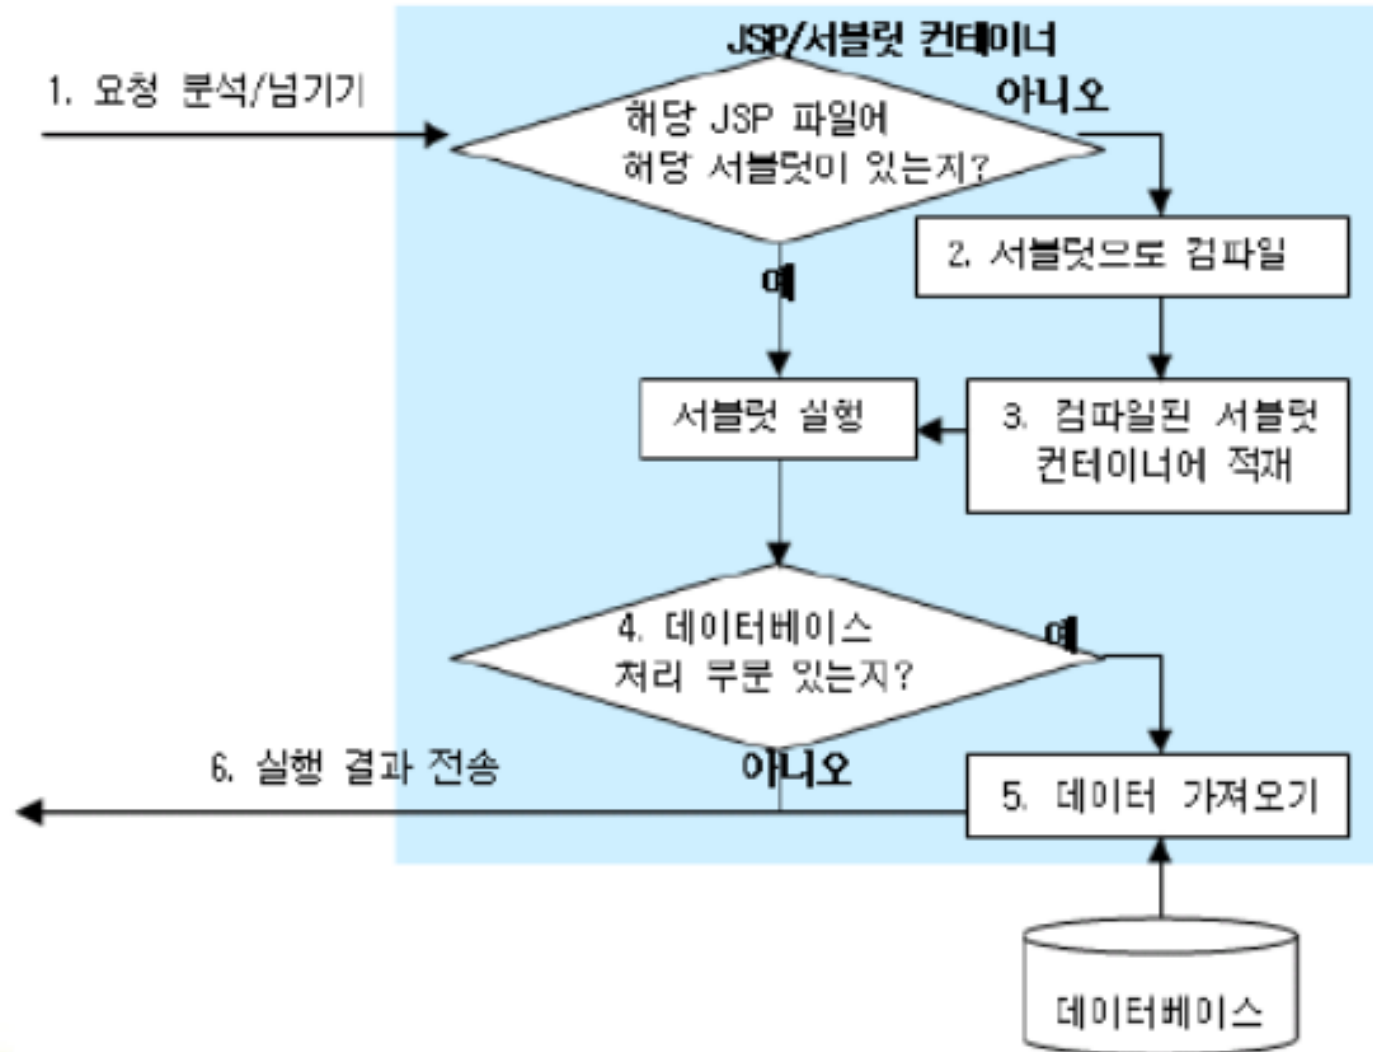 JSP/서블릿 컨테이너
1. 요청 분석/넘기기
해당 JSP 파일에
해당 서블릿이 있는지?
아니오
2. 서블릿으로 컴파일
예
서블릿 실행
3. 컴파일된 서블릿
컨테이너에 적재
4. 데이터베이스
처리 부분 있는지?
예
아니오
5. 데이터 가져오기
6. 실행 결과 전송
데이터베이스